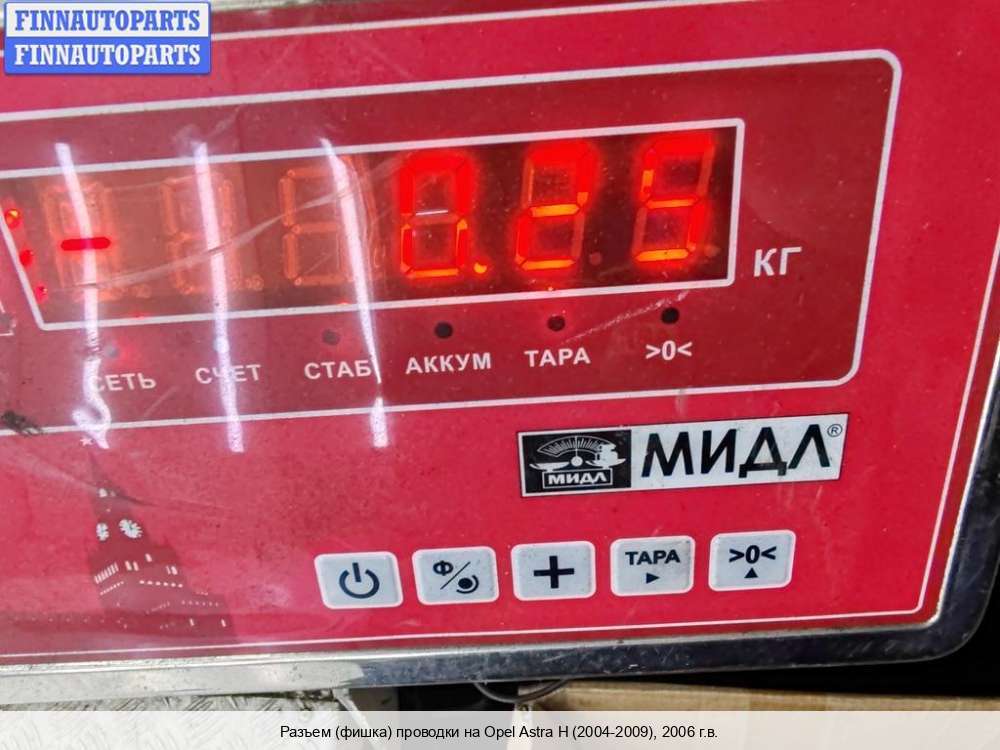 FINNAUTOPARTS
FINNAUTOPARTS
0.25
КГ
СЕТЬ СЧЕТ СТАБ АККУМ ТАРА >0<
МИДЛ МИДЛ®
Ф ТАРА >0<
Разъем (фишка) проводки на Opel Astra H (2004-2009), 2006 г.в.